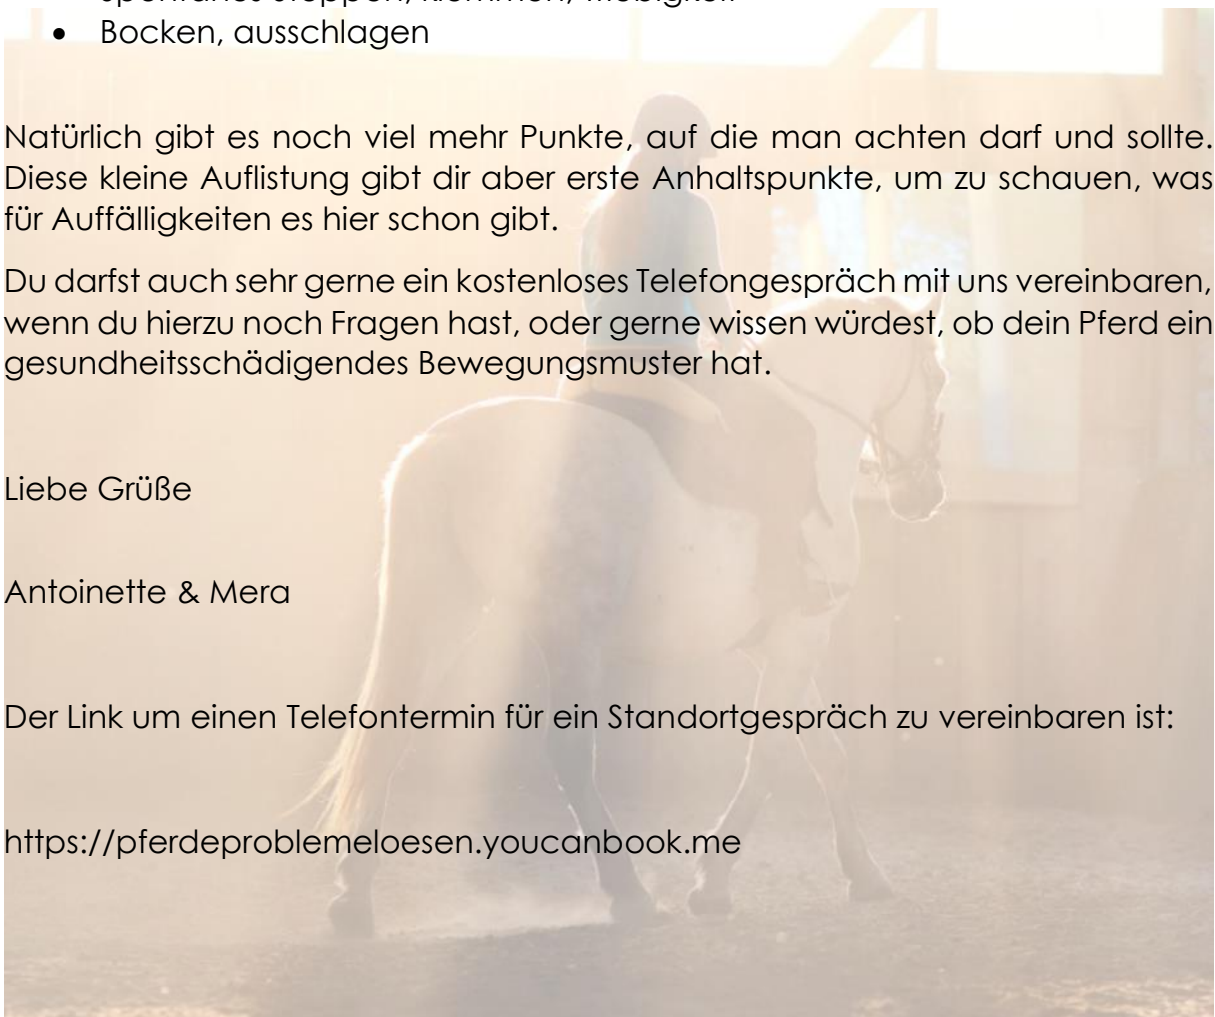 • Bocken, ausschlagen
Natürlich gibt es noch viel mehr Punkte, auf die man achten darf und sollte.
Diese kleine Auflistung gibt dir aber erste Anhaltspunkte, um zu schauen, was
für Auffälligkeiten es hier schon gibt.
Du darfst auch sehr gerne ein kostenloses Telefongespräch mit uns vereinbaren,
wenn du hierzu noch Fragen hast, oder gerne wissen würdest, ob dein Pferd ein
gesundheitsschädigendes Bewegungsmuster hat.
Liebe Grüße
Antoinette & Mera
Der Link um einen Telefontermin für ein Standortgespräch zu vereinbaren ist:
https://pferdeproblemeloesen.youcanbook.me